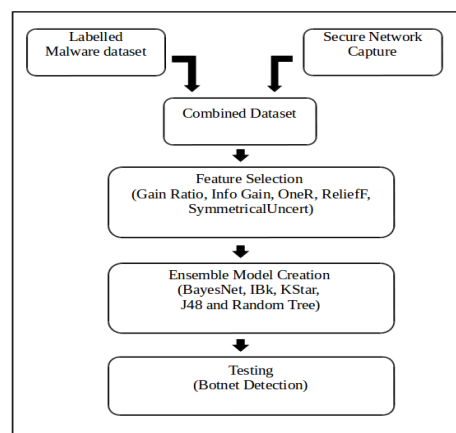 Labelled
Malware dataset
Secure Network
Capture
Combined Dataset
Feature Selection
(Gain Ratio, Info Gain, OneR, ReliefF,
SymmetricalUncert)
Ensemble Model Creation
(BayesNet, IBk, KStar,
J48 and Random Tree)
Testing
(Botnet Detection)